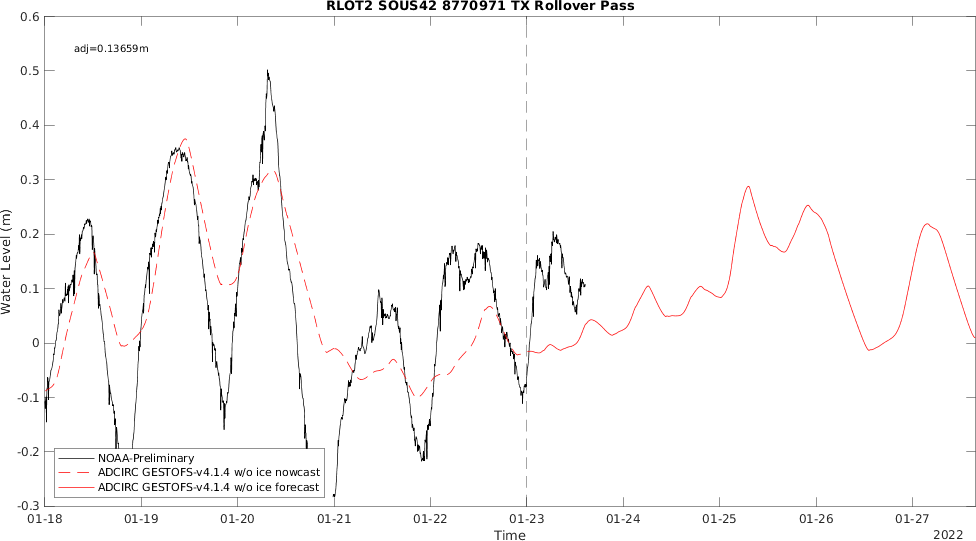 RLOT2 SOUS42 8770971 TX Rollover Pass
0.6
adj=0.13659m
0.5
0.4
0.3
0.2
0.1
0
-0.1
-0.2
-0.3
Water Level (m)
NOAA-Preliminary
ADCIRC GESTOFS-v4.1.4 w/o ice nowcast
ADCIRC GESTOFS-v4.1.4 w/o ice forecast
01-18 01-19 01-20 01-21 01-22 01-23 01-24 01-25 01-26 01-27
Time
2022